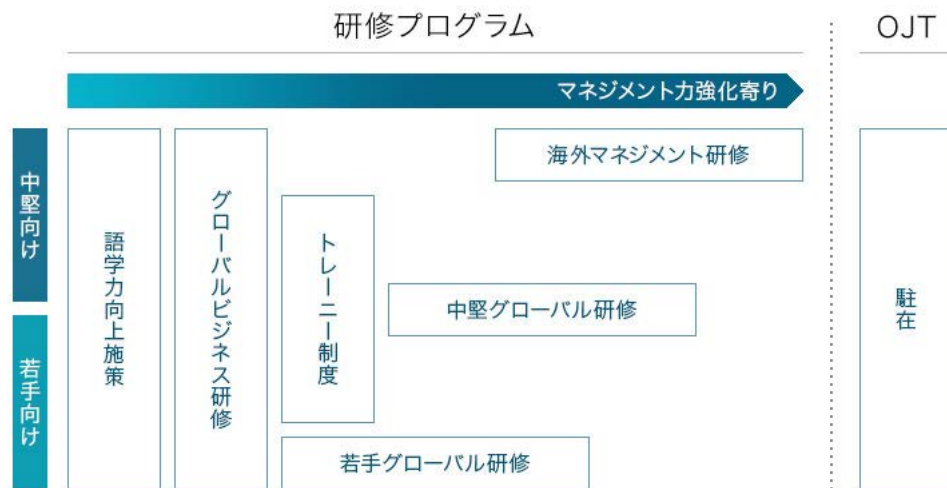 研修プログラム
OJT
マネジメント力強化寄り
中堅向け
若手向け
語学力向上施策
グローバルビジネス研修
トレーニー制度
海外マネジメント研修
中堅グローバル研修
若手グローバル研修
駐在